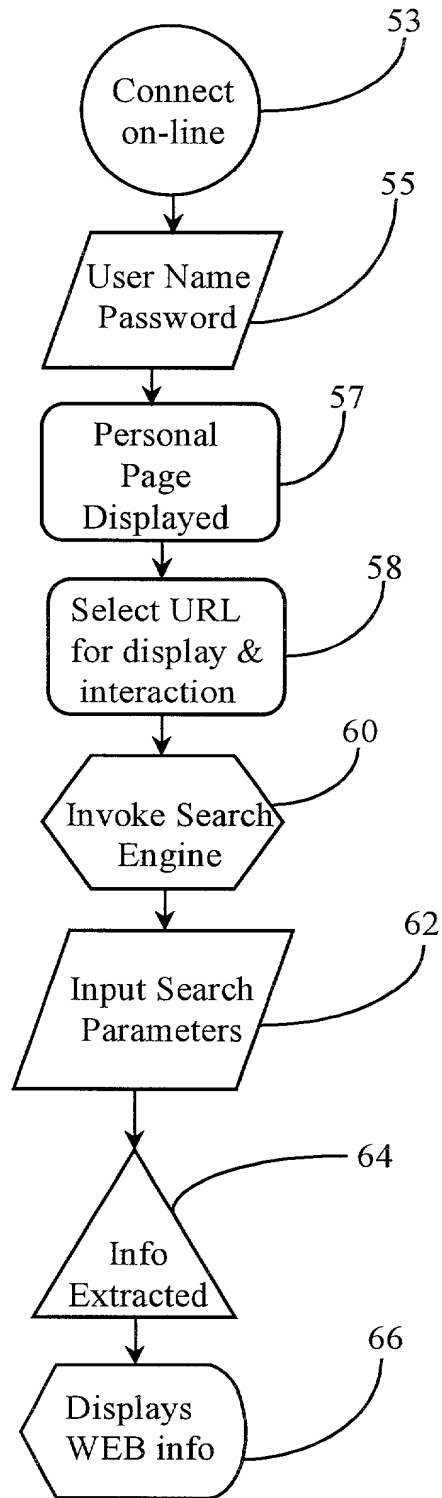 53
Connect
on-line
55
User Name
Password
57
Personal
Page
Displayed
58
Select URL
for display &
interaction
60
Invoke Search
Engine
62
Input Search
Parameters
64
Info
Extracted
66
Displays
WEB info